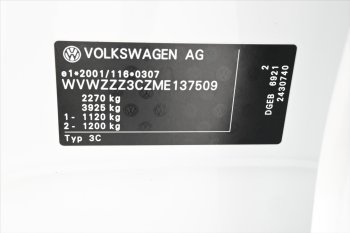 VOLKSWAGEN AG
e1*2001/116*0307
WVWZZZ3CZME137509
2270 kg
3925 kg
1- 1120 kg
2- 1200 kg
Typ 3C
2
DGEB 6921
2430740